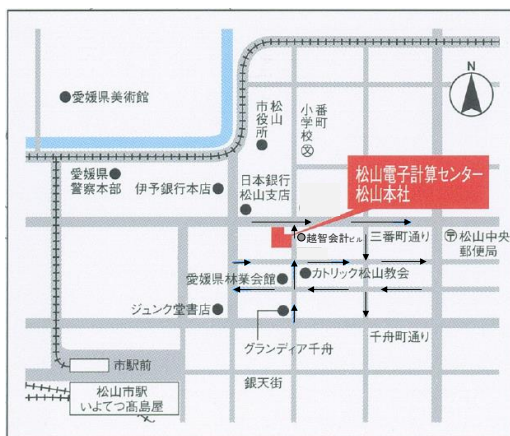 愛媛県美術館
松山
市役所
番町
小学校
N
愛媛県
警察本部
伊予銀行本店
日本銀行
松山支店
松山電子計算センター
松山本社
越智会計ビル
三番町通り
松山中央
郵便局
愛媛県林業会館
カトリック松山教会
ジュンク堂書店
グランディア千舟
千舟町通り
市駅前
銀天街
松山市駅
いよてつ髙島屋